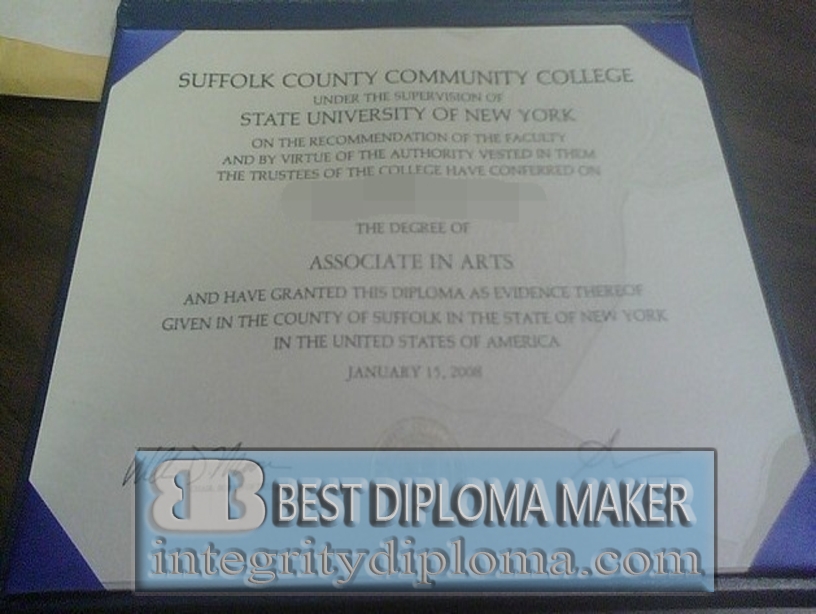 SUFFOLK COUNTY COMMUNITY COLLEGE
UNDER THE SUPERVISION OF
STATE UNIVERSITY OF NEW YORK
ON THE RECOMMENDATION OF THE FACULTY
AND BY VIRTUE OF THE AUTHORITY VESTED IN THEM
THE TRUSTEES OF THE COLLEGE HAVE CONFERRED ON
THE DEGREE OF
ASSOCIATE IN ARTS
AND HAVE GRANTED THIS DIPLOMA AS EVIDENCE THEREOF
GIVEN IN THE COUNTY OF SUFFOLK IN THE STATE OF NEW YORK
IN THE UNITED STATES OF AMERICA
JANUARY 15, 2008
BB BEST DIPLOMA MAKER
integritydiploma.com